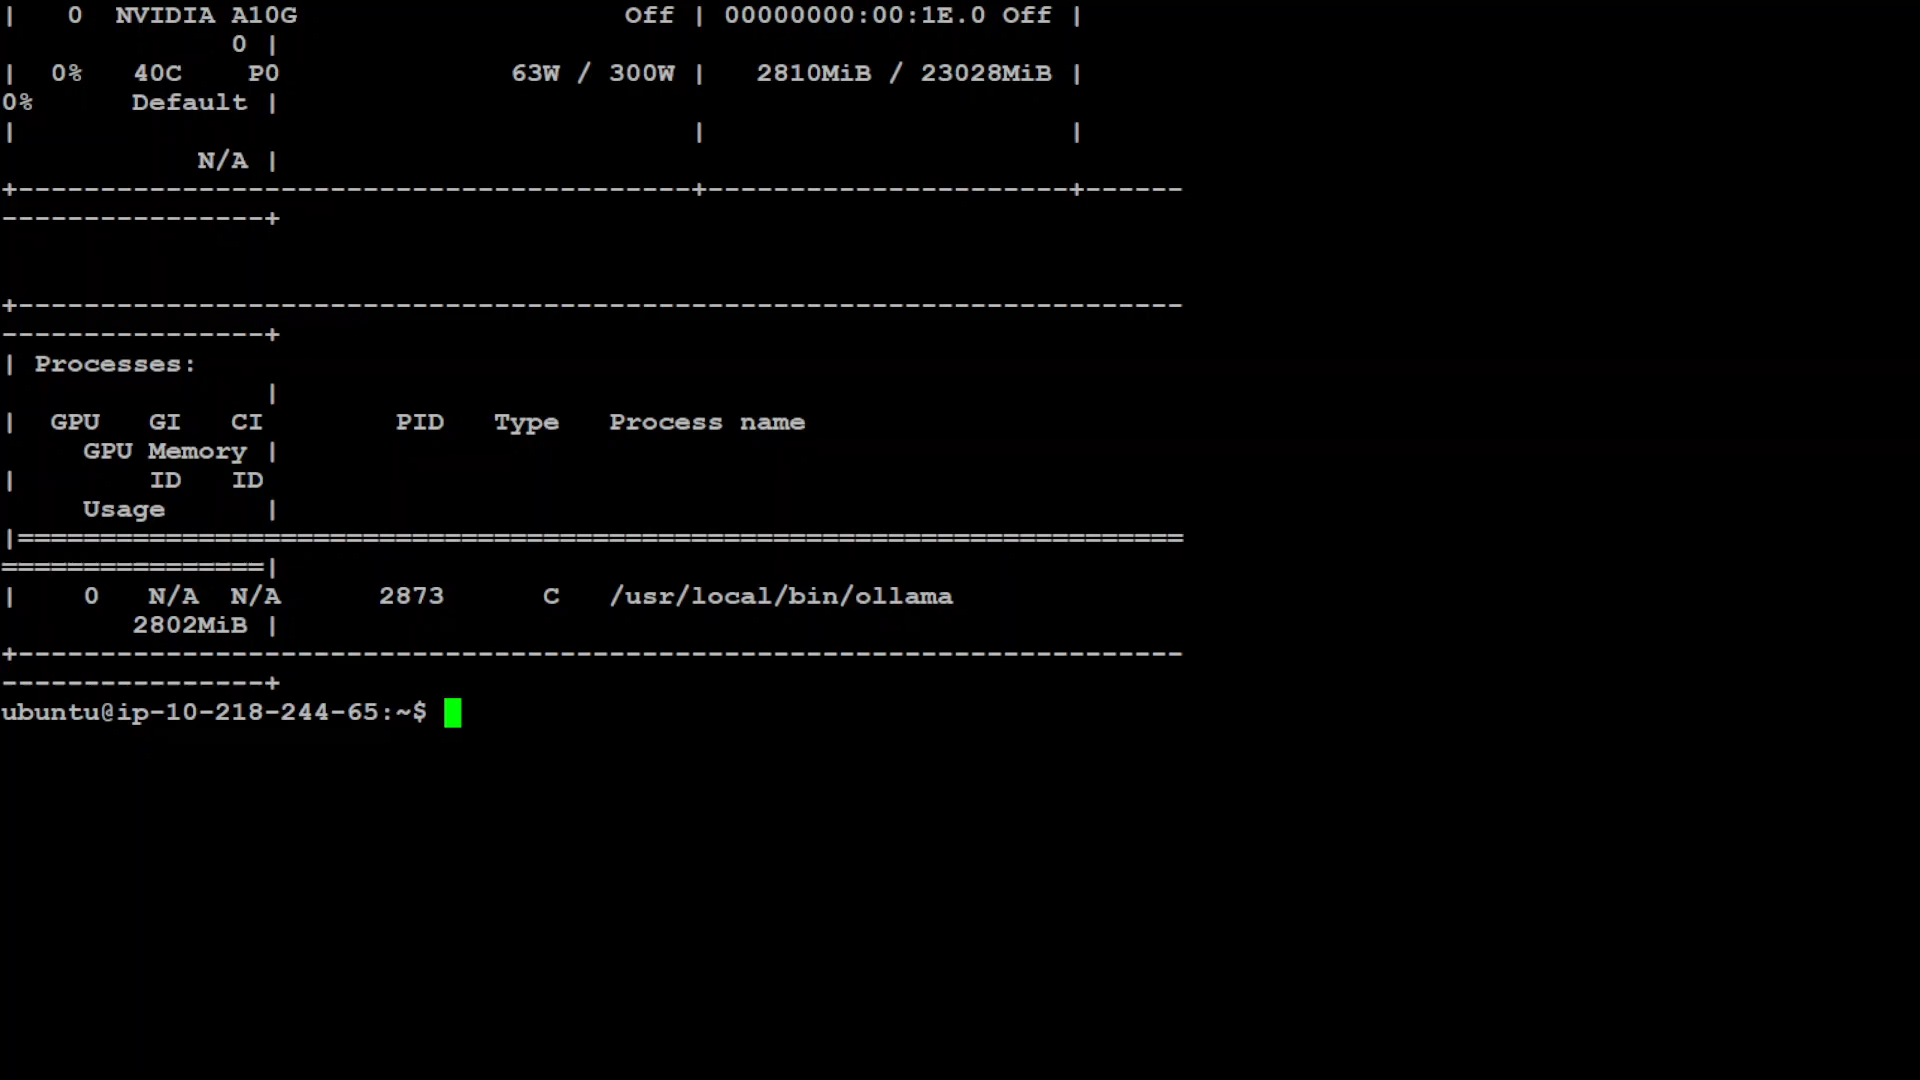 |   0  NVIDIA A10G                    Off | 00000000:00:1E.0 Off |
              0 |
|  0%   40C    P0              63W / 300W |   2810MiB / 23028MiB |
0%      Default |
|                                         |                      |
            N/A |
+-----------------------------------------+----------------------+------
----------------+
+-----------------------------------------------------------------------
----------------+
| Processes:
                |
|  GPU   GI   CI        PID   Type   Process name
     GPU Memory |
|        ID   ID
     Usage      |
|=======================================================================
================|
|    0   N/A  N/A      2873      C   /usr/local/bin/ollama
        2802MiB |
+-----------------------------------------------------------------------
----------------+
ubuntu@ip-10-218-244-65:~$